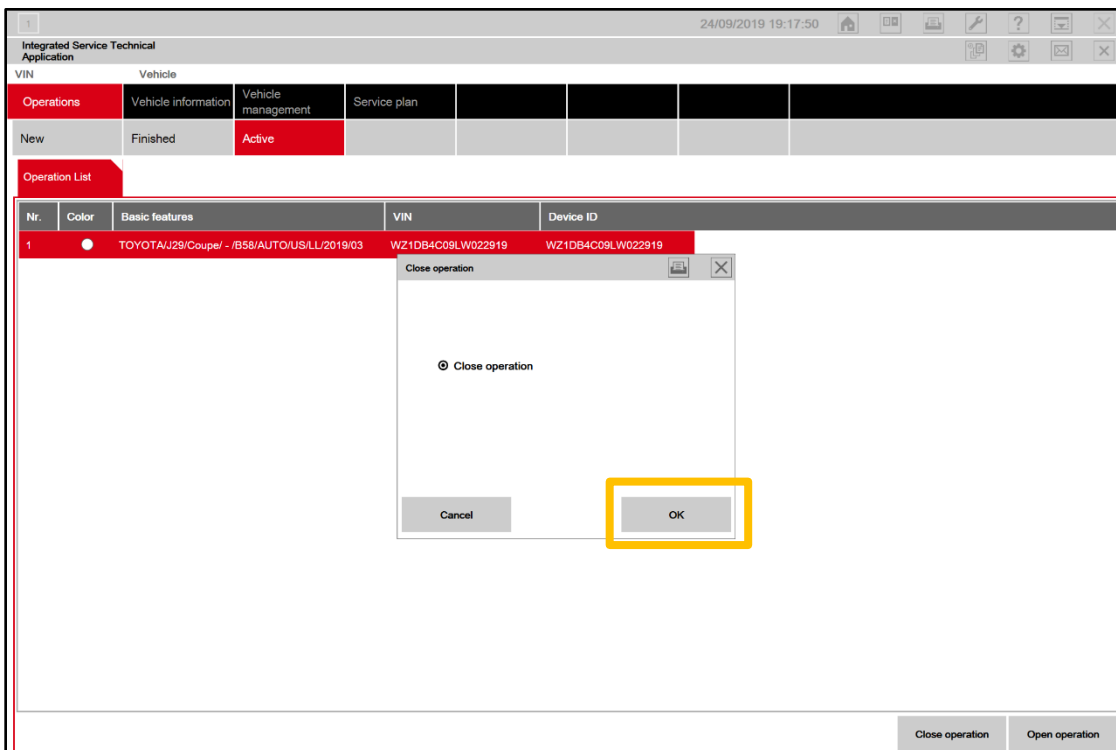 1
24/09/2019 19:17:50
?
Integrated Service Technical
Application
VIN Vehicle
Operations Vehicle information Vehicle management Service plan
New Finished Active
Operation List
Nr. Color Basic features VIN Device ID
1 TOYOTA/J29/Coupe/ - /B58/AUTO/US/LL/2019/03 WZ1DB4C09LW022919 WZ1DB4C09LW022919
Close operation
Close operation
Cancel OK
Close operation Open operation